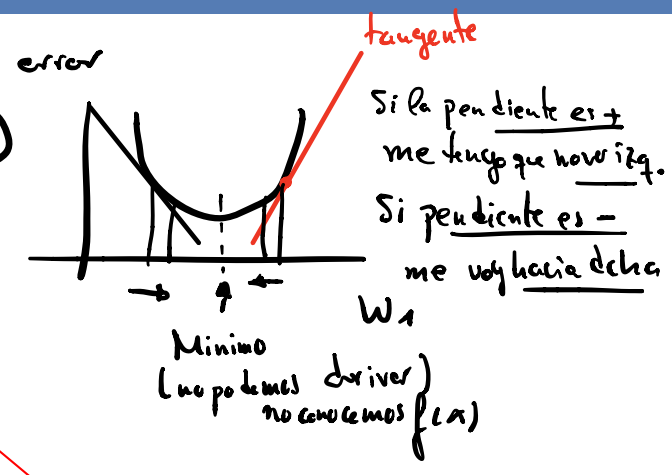 error
tangente
Si la pendiente es +
me tengo que mover izq.
Si pendiente es -
me voy hacia dcha
W1
Minimo
(no podemos derivar)
no conocemos f(x)